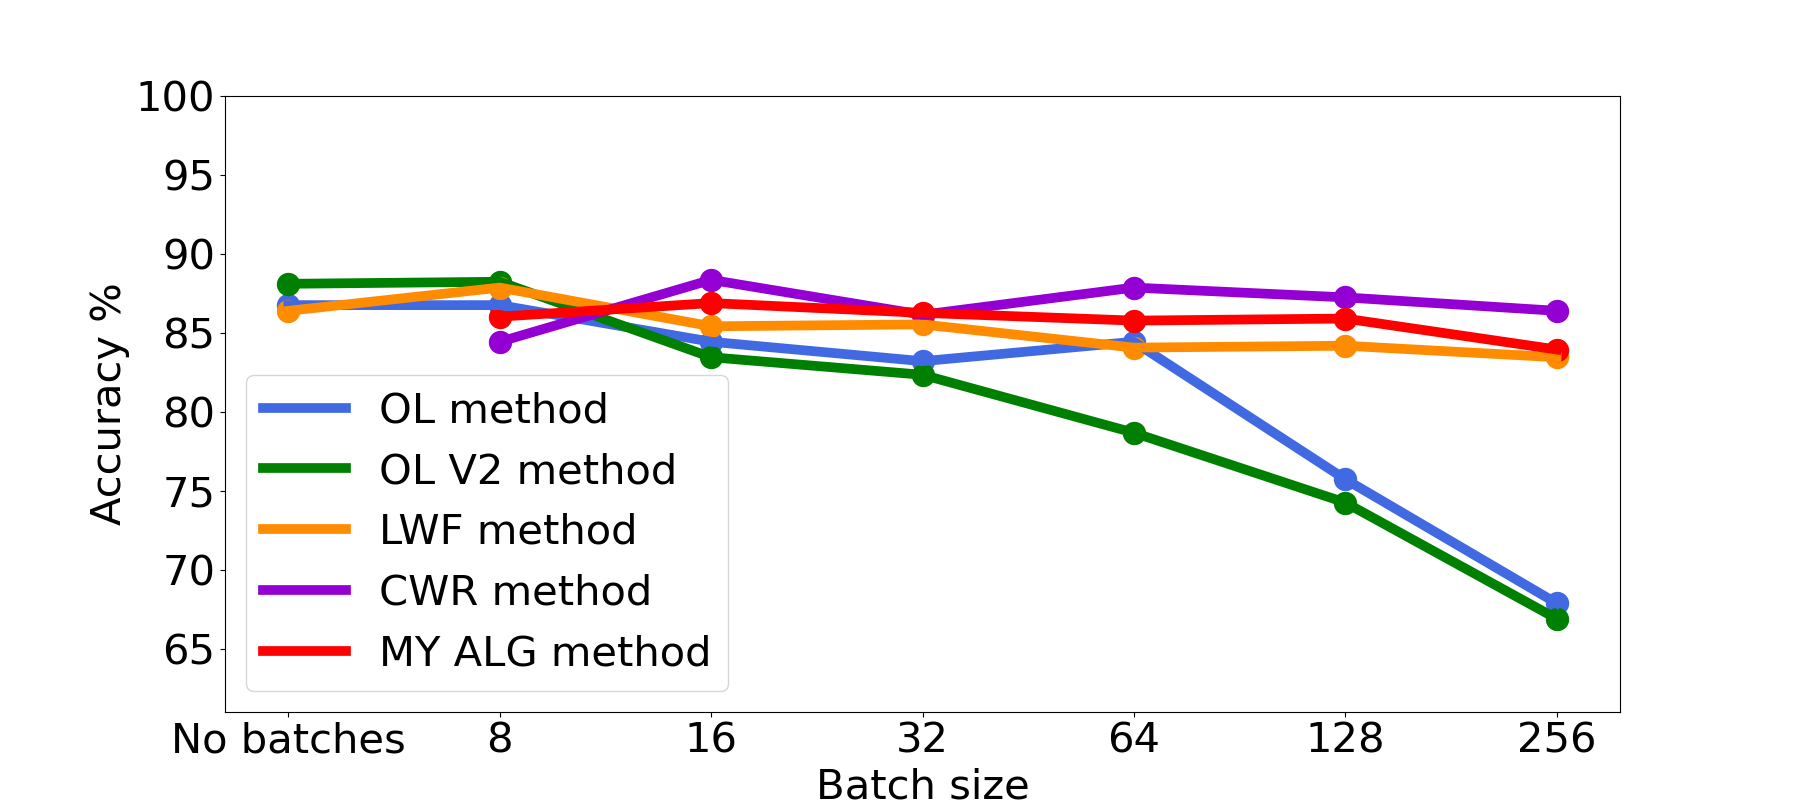 100
95
90
85
80
75
70
65
Accuracy %
OL method
OL V2 method
LWF method
CWR method
MY ALG method
No batches 8 16 32 64 128 256
Batch size